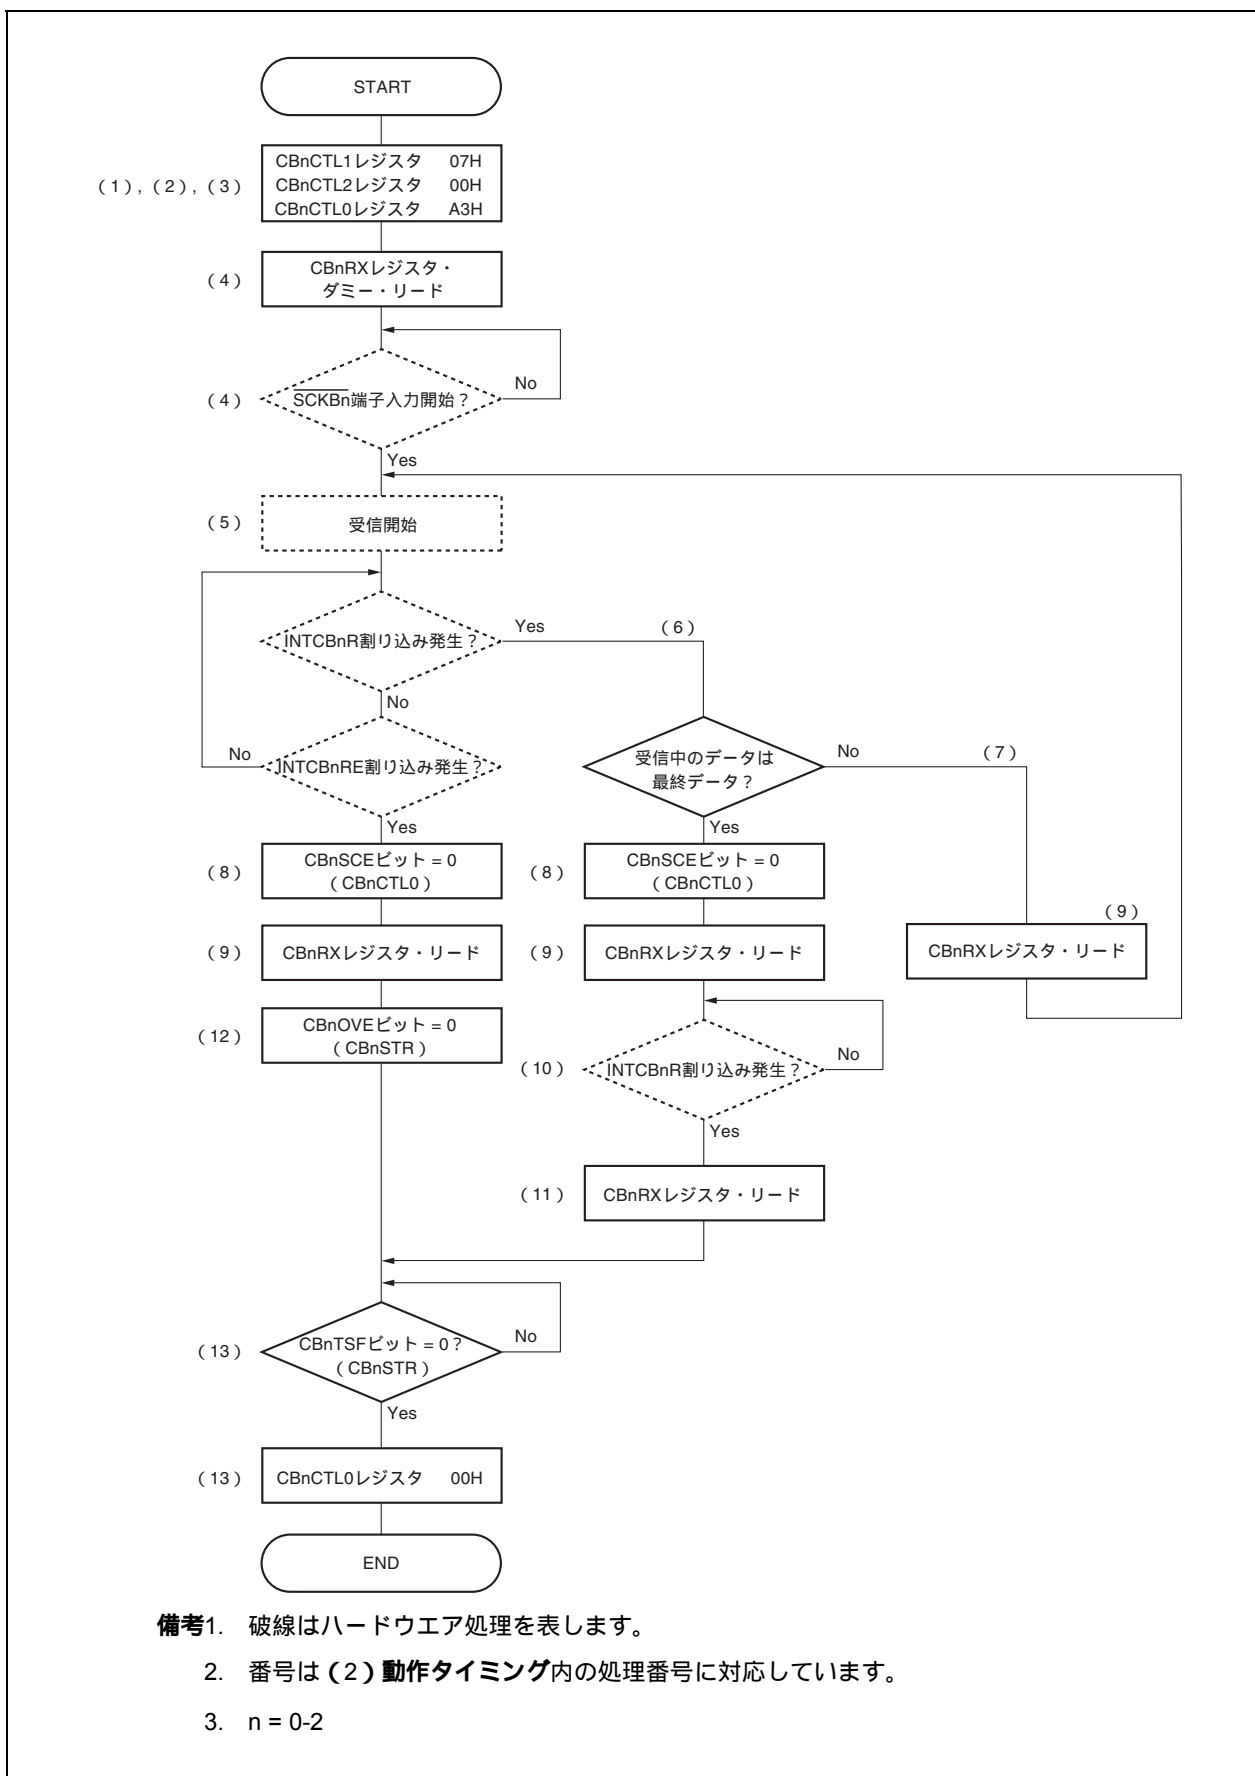 START
(1), (2), (3)
CBnCTL1レジスタ 07H
CBnCTL2レジスタ 00H
CBnCTL0レジスタ A3H
(4)
CBnRXレジスタ・
ダミー・リード
(4)
SCKBn端子入力開始?
No
Yes
(5)
受信開始
INTCBnR割り込み発生?
Yes
(6)
No
INTCBnRE割り込み発生?
No
Yes
受信中のデータは
最終データ?
No
(7)
Yes
(8)
CBnSCEビット = 0
(CBnCTL0)
(8)
CBnSCEビット = 0
(CBnCTL0)
(9)
CBnRXレジスタ・リード
(9)
CBnRXレジスタ・リード
(9)
CBnRXレジスタ・リード
(12)
CBnOVEビット = 0
(CBnSTR)
(10)
INTCBnR割り込み発生?
No
Yes
(11)
CBnRXレジスタ・リード
(13)
CBnTSFビット = 0?
(CBnSTR)
No
Yes
(13)
CBnCTL0レジスタ 00H
END
備考1. 破線はハードウエア処理を表します。
2. 番号は(2)動作タイミング内の処理番号に対応しています。
3. n = 0-2